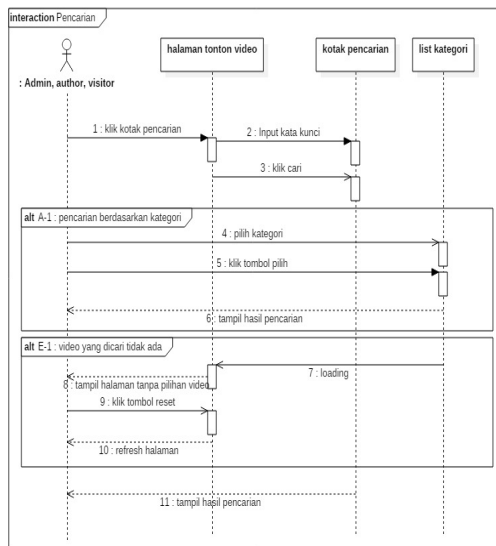 interaction Pencarian
halaman tonton video
kotak pencarian
list kategori
: Admin, author, visitor
1 : klik kotak pencarian
2 : Input kata kunci
3 : klik cari
alt A-1 : pencarian berdasarkan kategori
4 : pilih kategori
5 : klik tombol pilih
6 : tampil hasil pencarian
alt E-1 : video yang dicari tidak ada
7 : loading
8 : tampil halaman tanpa pilihan video
9 : klik tombol reset
10 : refresh halaman
11 : tampil hasil pencarian